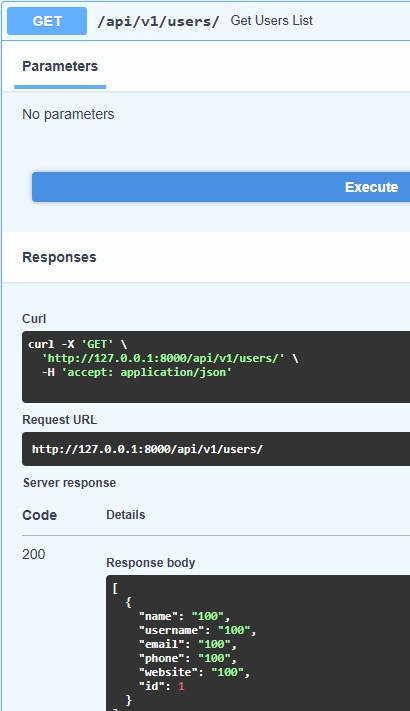 GET /api/v1/users/ Get Users List
Parameters
No parameters
Execute
Responses
Curl
curl -X 'GET' \
'http://127.0.0.1:8000/api/v1/users/' \
-H 'accept: application/json'
Request URL
http://127.0.0.1:8000/api/v1/users/
Server response
Code Details
200
Response body
[
{
"name": "100",
"username": "100",
"email": "100",
"phone": "100",
"website": "100",
"id": 1
}
]